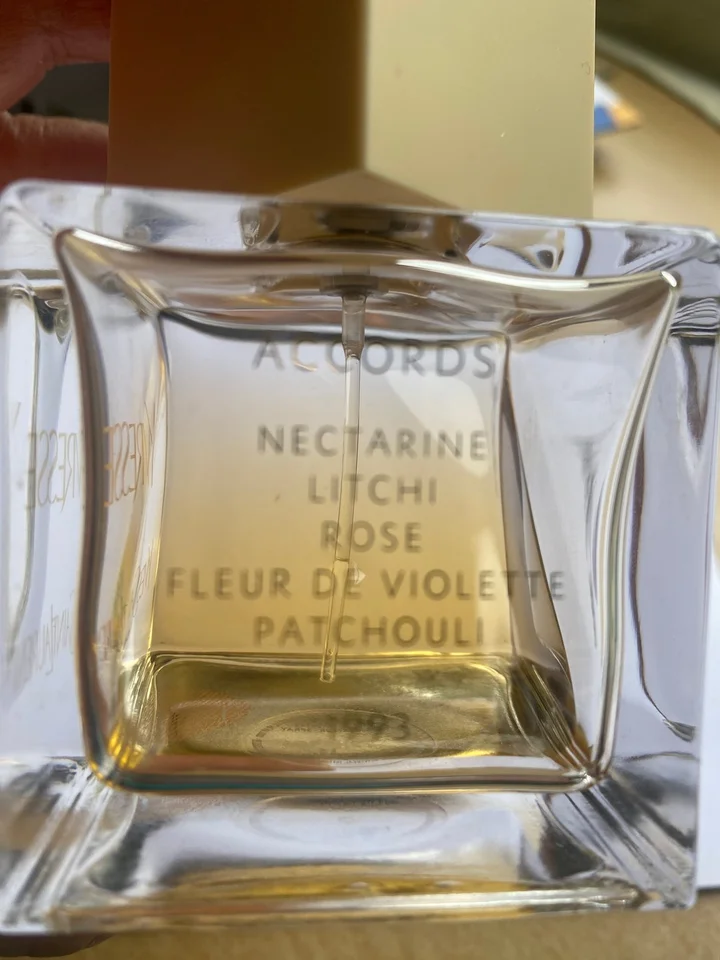 ACCORDS
NECTARINE
LITCHI
ROSE
FLEUR DE VIOLETTE
PATCHOULI
1993